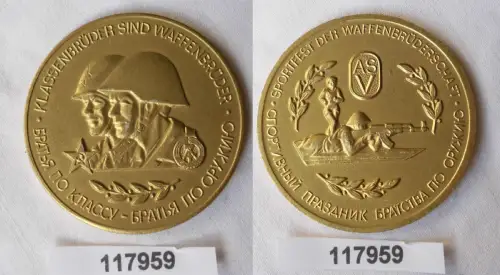 • KLASSENBRÜDER SIND WAFFENBRÜDER •
БРАТЬЯ ПО КЛАССУ – БРАТЬЯ ПО ОРУЖИЮ
117959
• SPORTFEST DER WAFFENBRÜDERSCHAFT •
ASV
СПОРТИВНЫЙ ПРАЗДНИК БРАТСТВА ПО ОРУЖИЮ
117959